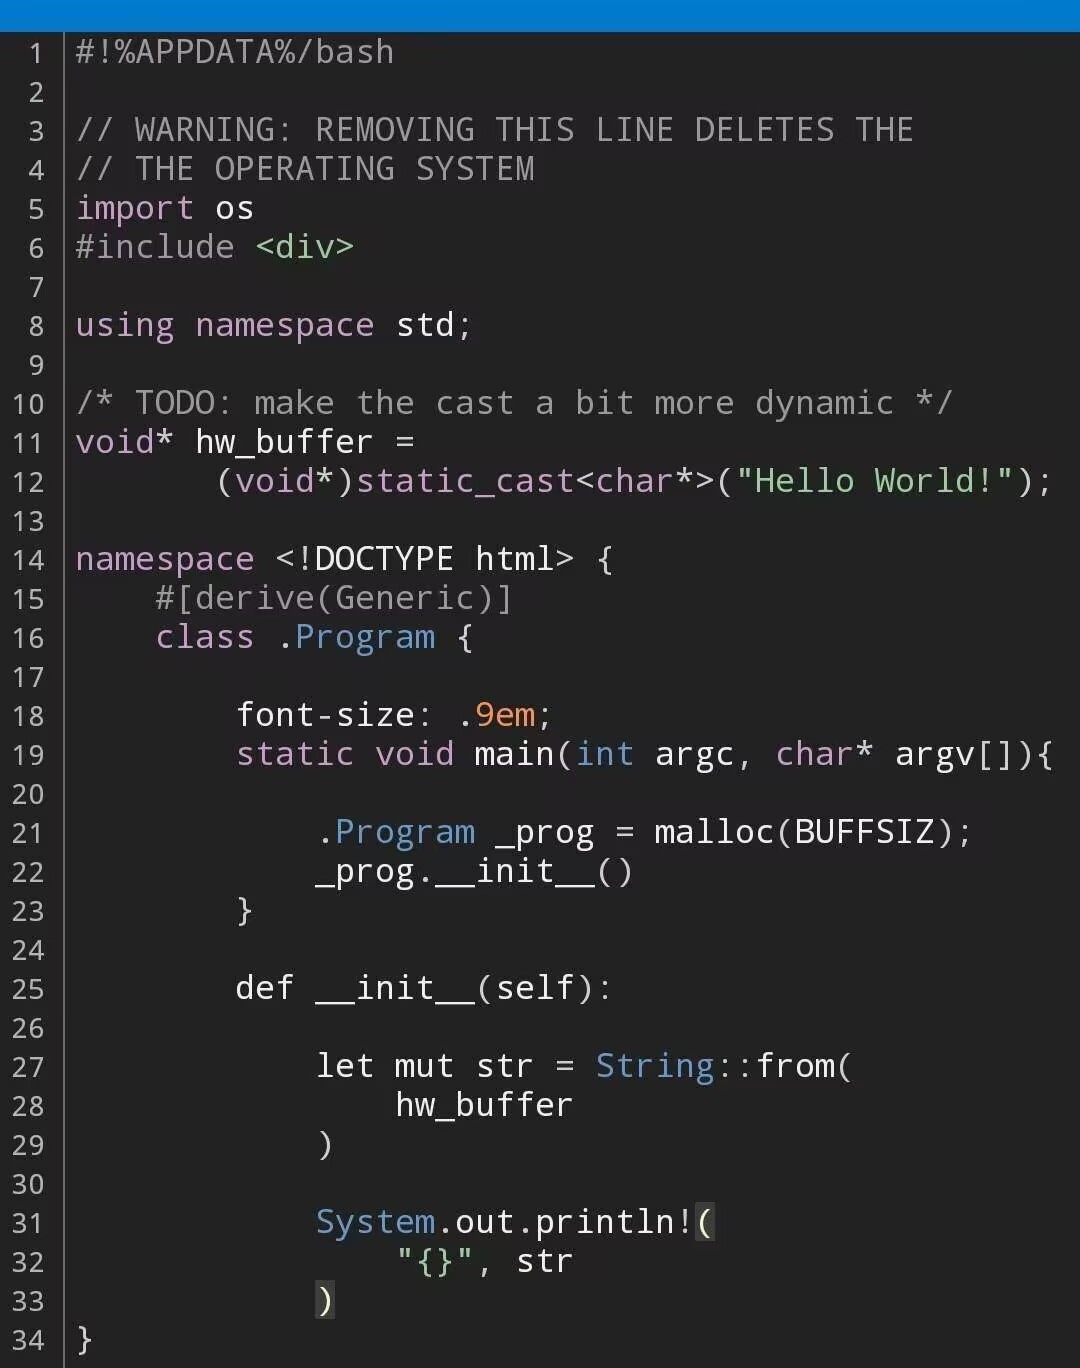 1 #!%APPDATA%/bash
2
3 // WARNING: REMOVING THIS LINE DELETES THE
4 // THE OPERATING SYSTEM
5 import os
6 #include <div>
7
8 using namespace std;
9
10 /* TODO: make the cast a bit more dynamic */
11 void* hw_buffer =
12        (void*)static_cast<char*>("Hello World!");
13
14 namespace <!DOCTYPE html> {
15     #[derive(Generic)]
16     class .Program {
17
18         font-size: .9em;
19         static void main(int argc, char* argv[]){
20
21             .Program _prog = malloc(BUFFSIZ);
22             _prog.__init__()
23         }
24
25         def __init__(self):
26
27             let mut str = String::from(
28                 hw_buffer
29             )
30
31             System.out.println!(
32                 "{}", str
33             )
34 }